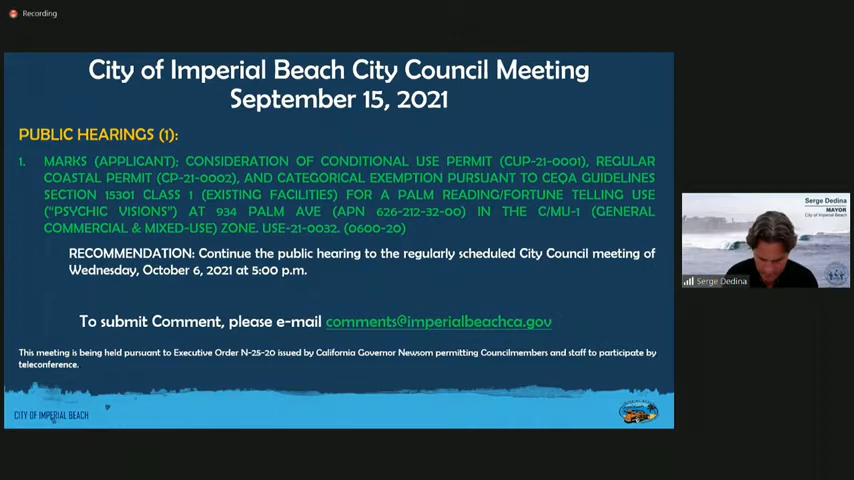 Recording
City of Imperial Beach City Council Meeting
September 15, 2021
PUBLIC HEARINGS (1):
1. MARKS (APPLICANT); CONSIDERATION OF CONDITIONAL USE PERMIT (CUP-21-0001), REGULAR
COASTAL PERMIT (CP-21-0002), AND CATEGORICAL EXEMPTION PURSUANT TO CEQA GUIDELINES
SECTION 15301 CLASS 1 (EXISTING FACILITIES) FOR A PALM READING/FORTUNE TELLING USE
("PSYCHIC VISIONS") AT 934 PALM AVE (APN 626-212-32-00) IN THE C/MU-1 (GENERAL
COMMERCIAL & MIXED-USE) ZONE. USE-21-0032. (0600-20)
RECOMMENDATION: Continue the public hearing to the regularly scheduled City Council meeting of
Wednesday, October 6, 2021 at 5:00 p.m.
To submit Comment, please e-mail comments@imperialbeachca.gov
This meeting is being held pursuant to Executive Order N-25-20 issued by California Governor Newsom permitting Councilmembers and staff to participate by
teleconference.
CITY OF IMPERIAL BEACH
Serge Dedina
MAYOR
City of Imperial Beach
Serge Dedina